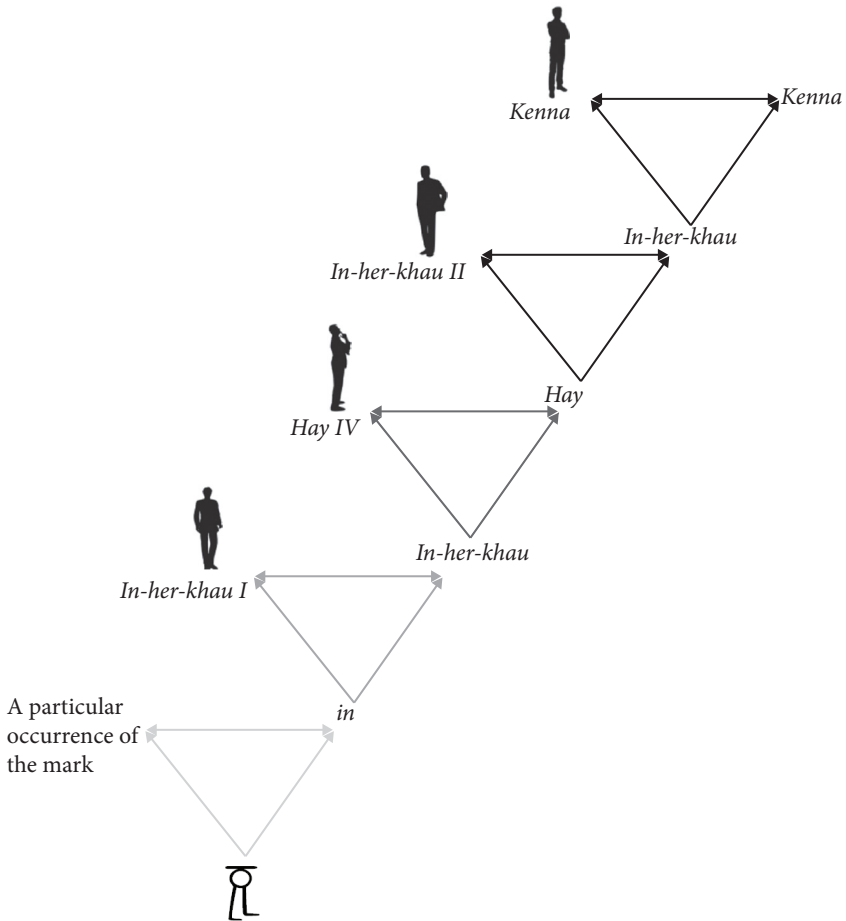 Kenna
Kenna
In-her-khau
In-her-khau II
Hay
Hay IV
In-her-khau
In-her-khau I
in
A particular
occurrence of
the mark